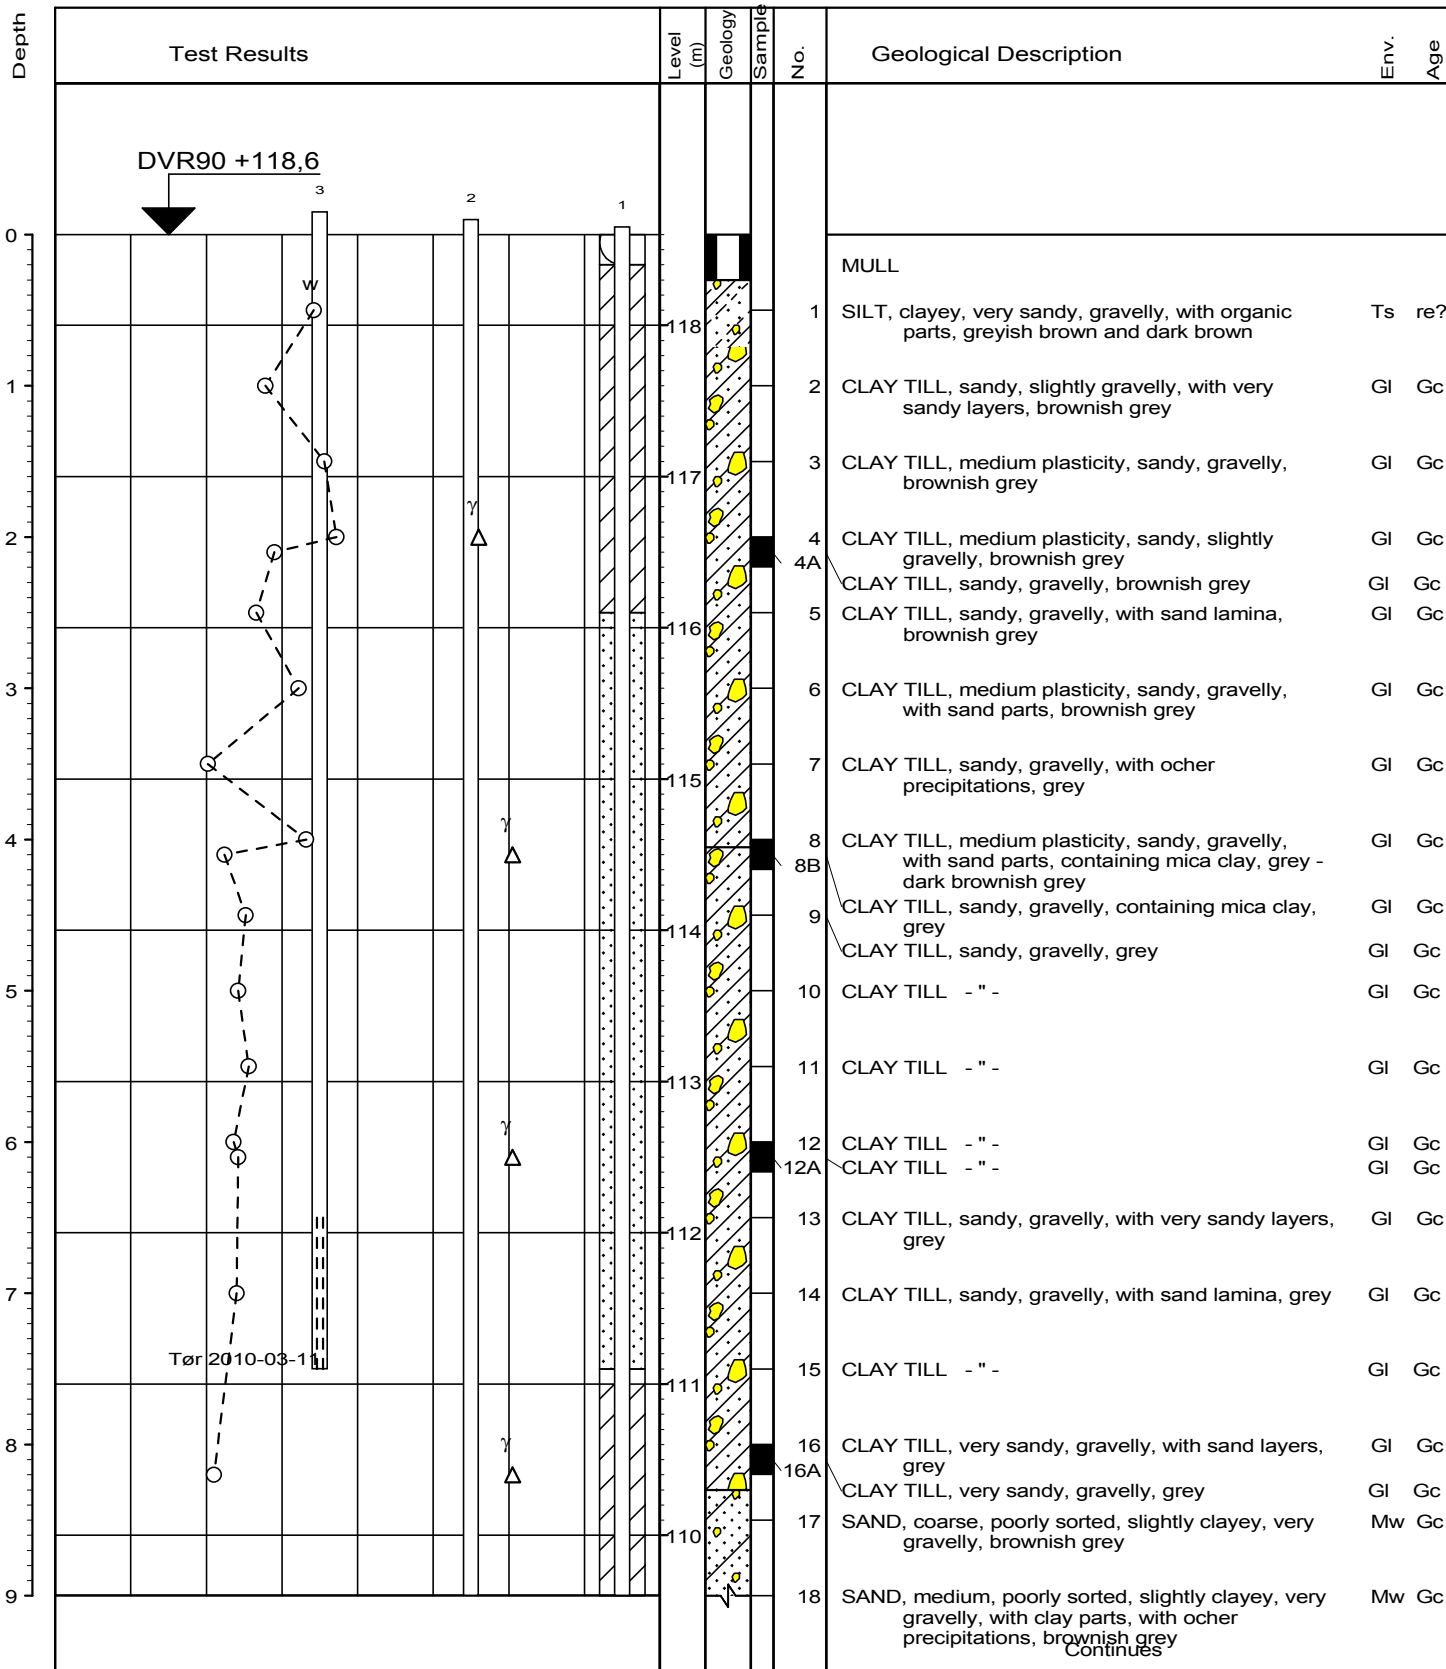 Depth
Test Results
Level (m)
Geology
Sample
No.
Geological Description
Env.
Age
DVR90 +118,6
3
2
1
0
MULL
w
1 SILT, clayey, very sandy, gravelly, with organic Ts re?
parts, greyish brown and dark brown
118
1
2 CLAY TILL, sandy, slightly gravelly, with very Gl Gc
sandy layers, brownish grey
3 CLAY TILL, medium plasticity, sandy, gravelly, Gl Gc
brownish grey
117
γ
2
4 CLAY TILL, medium plasticity, sandy, slightly Gl Gc
gravelly, brownish grey
4A
CLAY TILL, sandy, gravelly, brownish grey Gl Gc
5 CLAY TILL, sandy, gravelly, with sand lamina, Gl Gc
brownish grey
116
3
6 CLAY TILL, medium plasticity, sandy, gravelly, Gl Gc
with sand parts, brownish grey
7 CLAY TILL, sandy, gravelly, with ocher Gl Gc
precipitations, grey
115
γ
4
8 CLAY TILL, medium plasticity, sandy, gravelly, Gl Gc
with sand parts, containing mica clay, grey -
dark brownish grey
8B
CLAY TILL, sandy, gravelly, containing mica clay, Gl Gc
grey
9
114
CLAY TILL, sandy, gravelly, grey Gl Gc
5
10 CLAY TILL - " - Gl Gc
11 CLAY TILL - " - Gl Gc
113
γ
6
12 CLAY TILL - " - Gl Gc
12A CLAY TILL - " - Gl Gc
13 CLAY TILL, sandy, gravelly, with very sandy layers, Gl Gc
grey
112
7
14 CLAY TILL, sandy, gravelly, with sand lamina, grey Gl Gc
Tør 2010-03-11
15 CLAY TILL - " - Gl Gc
111
γ
8
16 CLAY TILL, very sandy, gravelly, with sand layers, Gl Gc
grey
16A
CLAY TILL, very sandy, gravelly, grey Gl Gc
17 SAND, coarse, poorly sorted, slightly clayey, very Mw Gc
gravelly, brownish grey
110
9
18 SAND, medium, poorly sorted, slightly clayey, very Mw Gc
gravelly, with clay parts, with ocher
precipitations, brownish grey
Continues